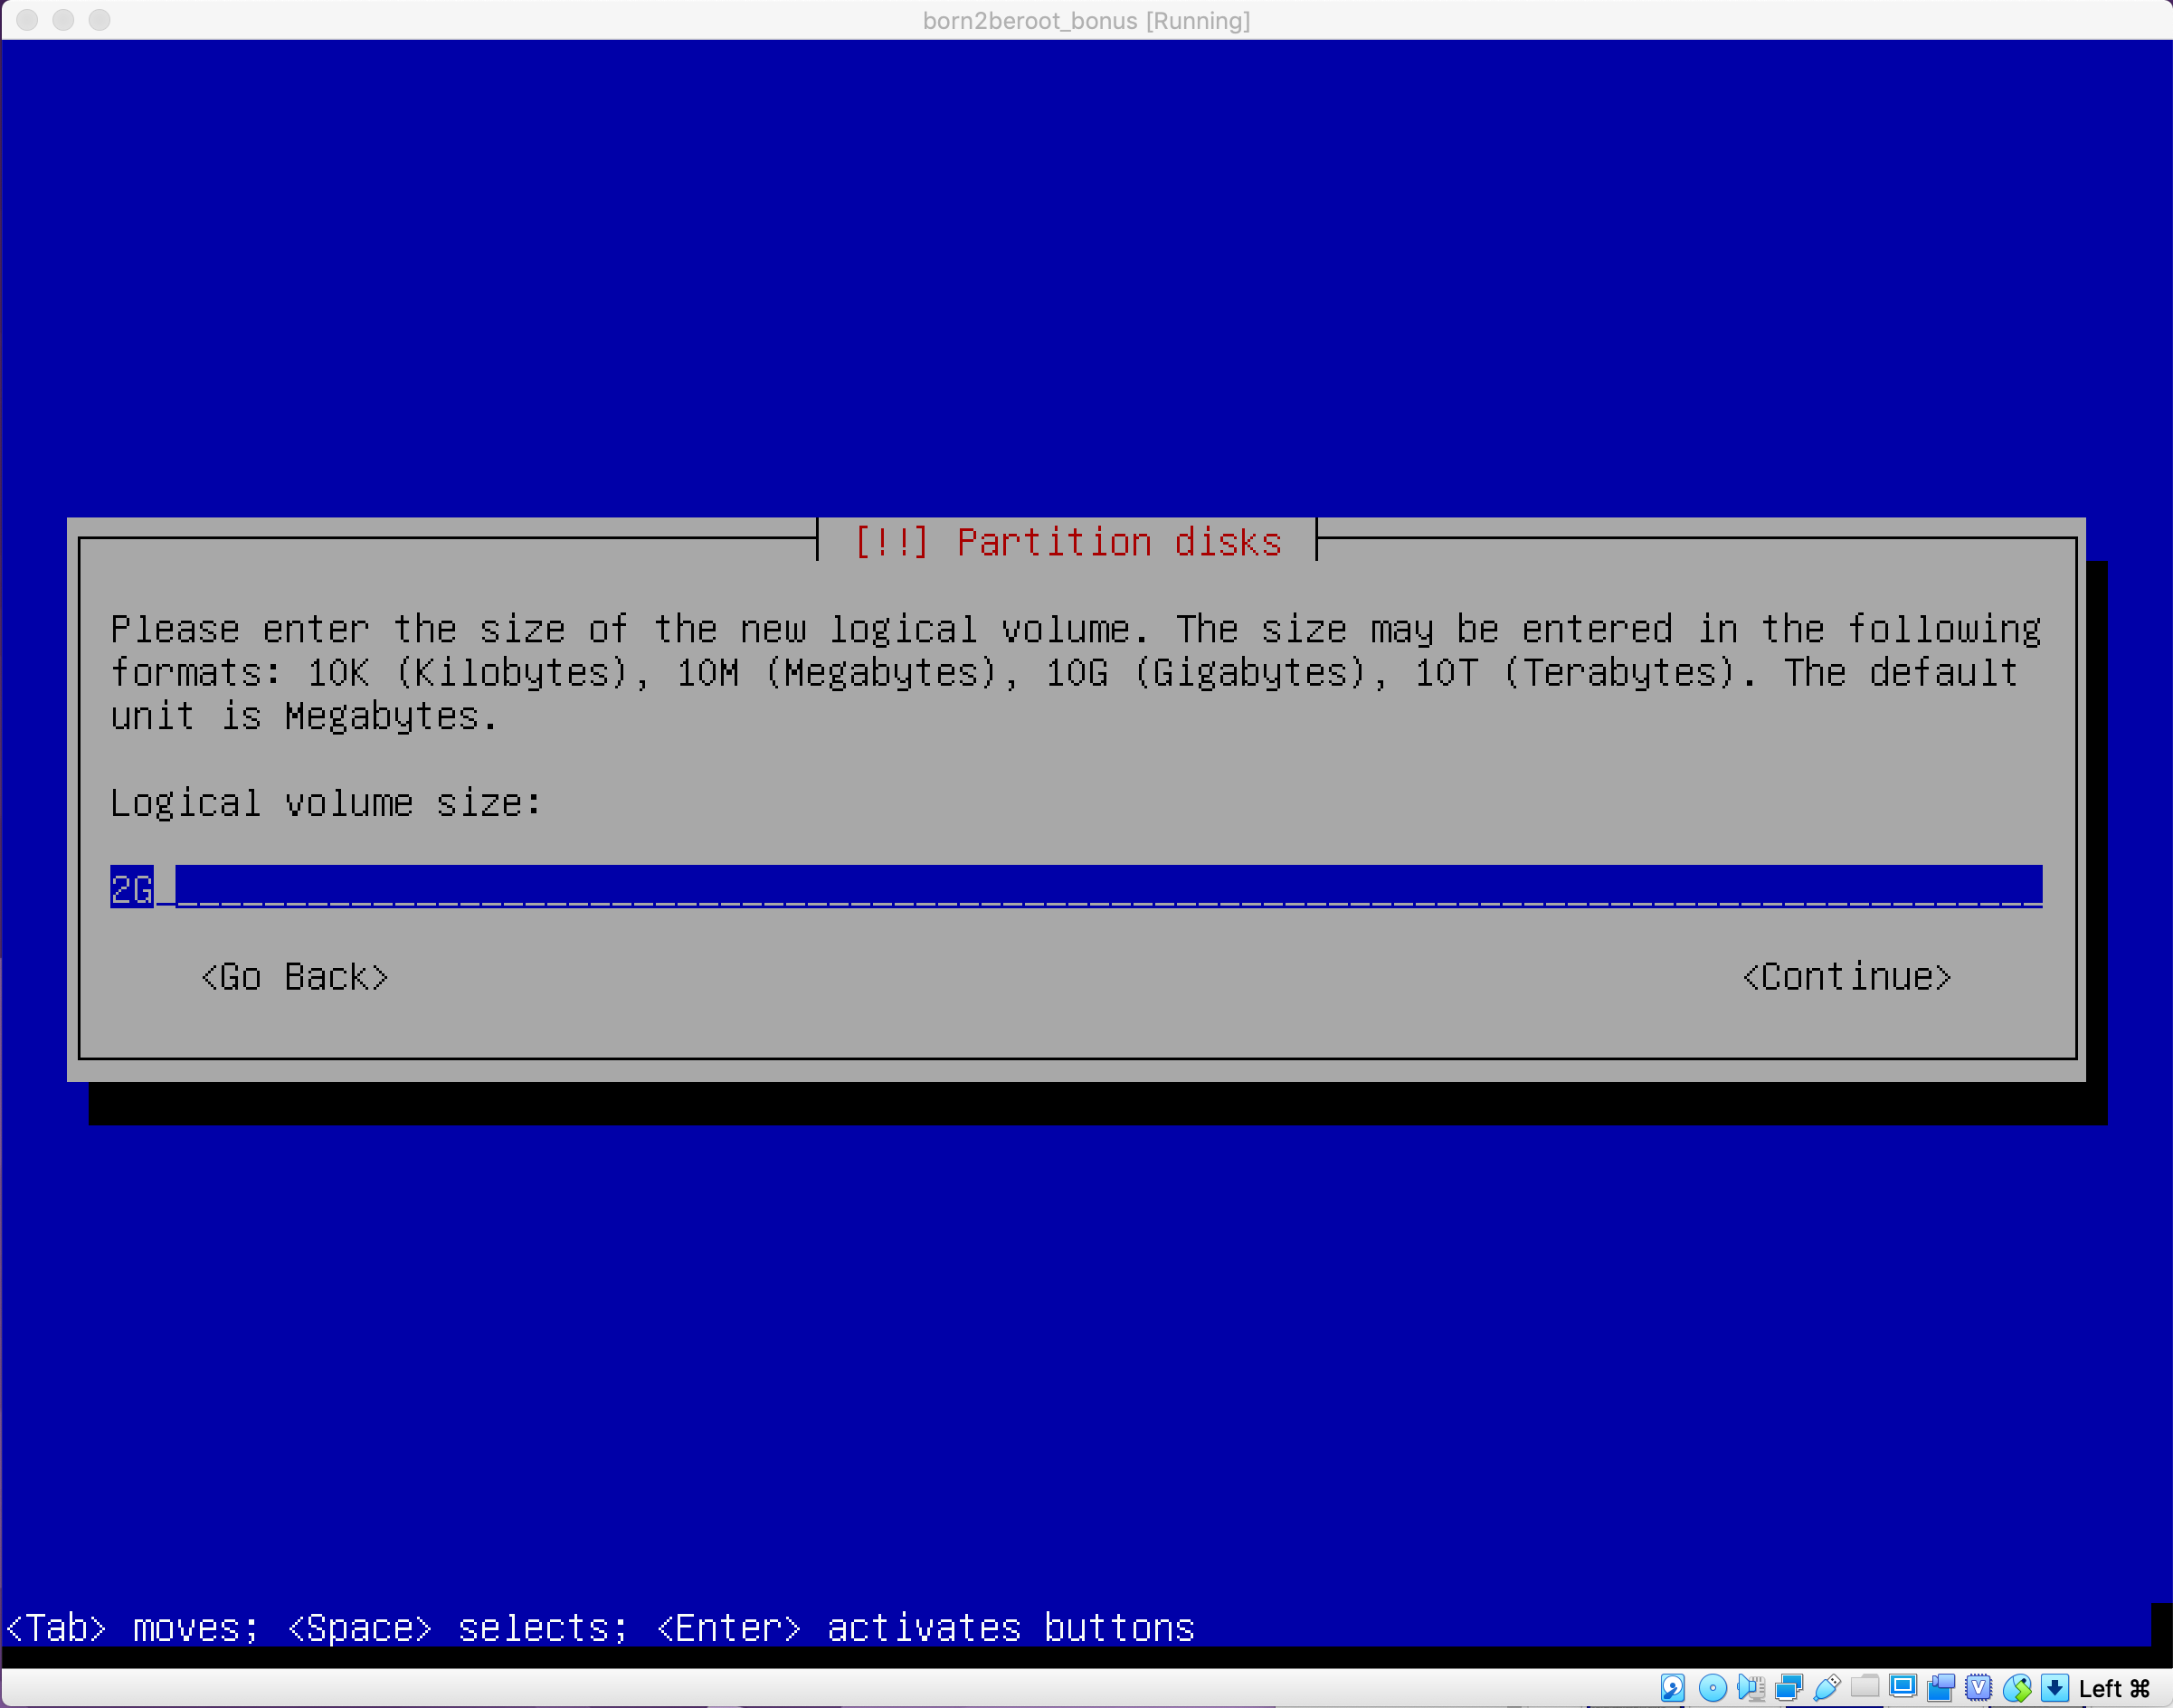 born2beroot_bonus [Running]
[!!] Partition disks
Please enter the size of the new logical volume. The size may be entered in the following
formats: 10K (Kilobytes), 10M (Megabytes), 10G (Gigabytes), 10T (Terabytes). The default
unit is Megabytes.
Logical volume size:
2G
<Go Back> <Continue>
<Tab> moves; <Space> selects; <Enter> activates buttons
Left ⌘